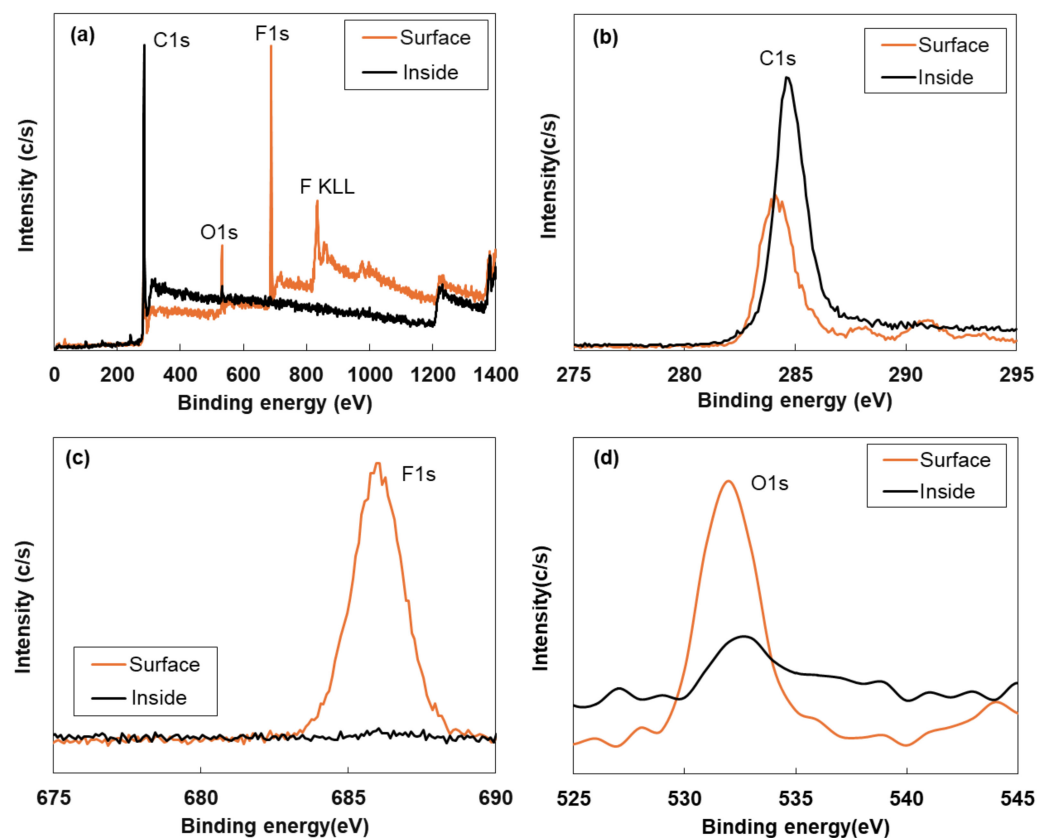 (a)
C1s
F1s
F KLL
O1s
Surface
Inside
Intensity (c/s)
0 200 400 600 800 1000 1200 1400
Binding energy (eV)
(b)
C1s
Surface
Inside
Intensity(c/s)
275 280 285 290 295
Binding energy (eV)
(c)
F1s
Surface
Inside
Intensity (c/s)
675 680 685 690
Binding energy(eV)
(d)
O1s
Surface
Inside
Intensity(c/s)
525 530 535 540 545
Binding energy(eV)